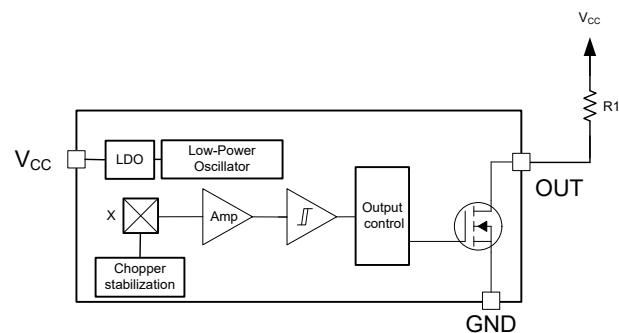 VCC
R1
VCC
LDO
Low-Power
Oscillator
OUT
X
Amp
Output
control
Chopper
stabilization
GND